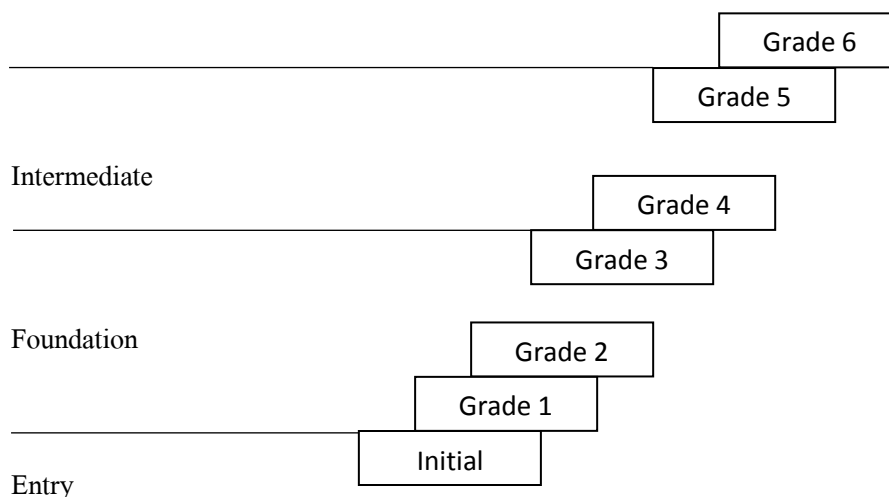 Grade 6
Grade 5
Intermediate
Grade 4
Grade 3
Foundation
Grade 2
Grade 1
Initial
Entry